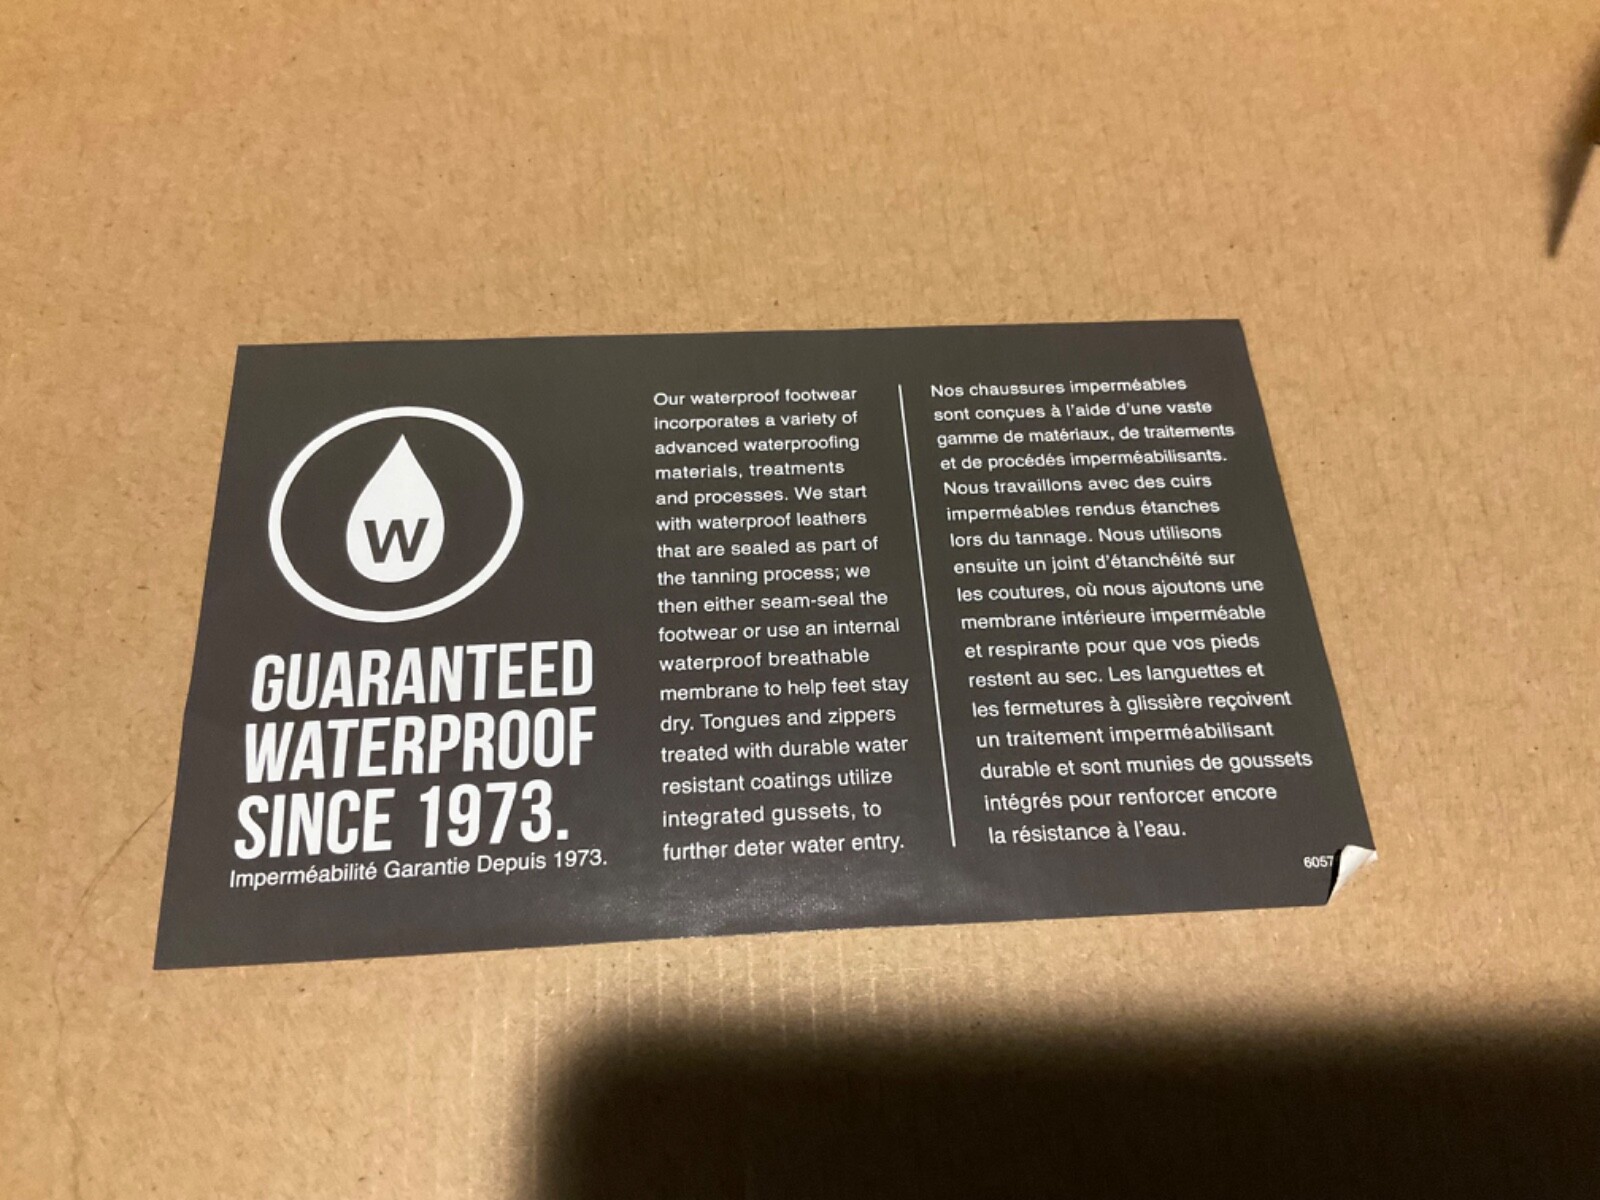 W
GUARANTEED
WATERPROOF
SINCE 1973.
Imperméabilité Garantie Depuis 1973.
Our waterproof footwear
incorporates a variety of
advanced waterproofing
materials, treatments
and processes. We start
with waterproof leathers
that are sealed as part of
the tanning process; we
then either seam-seal the
footwear or use an internal
waterproof breathable
membrane to help feet stay
dry. Tongues and zippers
treated with durable water
resistant coatings utilize
integrated gussets, to
further deter water entry.
Nos chaussures imperméables
sont conçues à l'aide d'une vaste
gamme de matériaux, de traitements
et de procédés imperméabilisants.
Nous travaillons avec des cuirs
imperméables rendus étanches
lors du tannage. Nous utilisons
ensuite un joint d'étanchéité sur
les coutures, où nous ajoutons une
membrane intérieure imperméable
et respirante pour que vos pieds
restent au sec. Les languettes et
les fermetures à glissière reçoivent
un traitement imperméabilisant
durable et sont munies de goussets
intégrés pour renforcer encore
la résistance à l'eau.